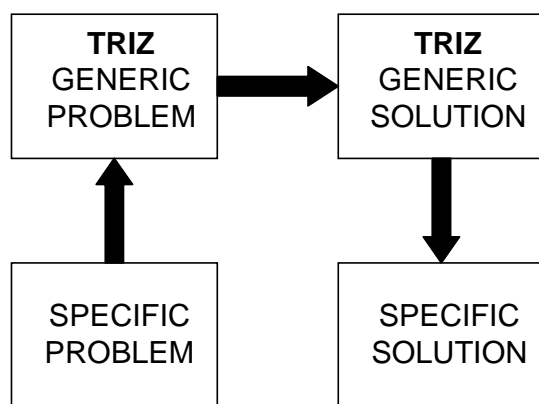 TRIZ
GENERIC
PROBLEM
TRIZ
GENERIC
SOLUTION
SPECIFIC
PROBLEM
SPECIFIC
SOLUTION